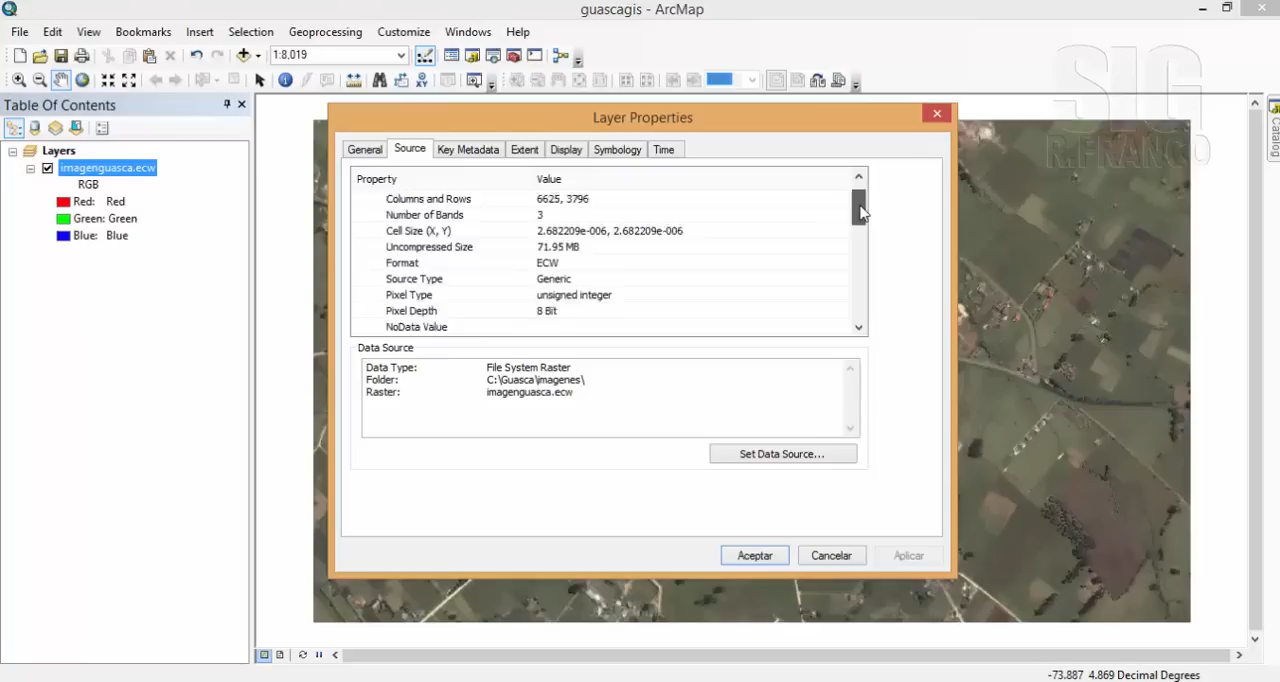 guascagis - ArcMap
File Edit View Bookmarks Insert Selection Geoprocessing Customize Windows Help
1:8,019
SIG
R.FRANCO
Table Of Contents
Layers
imagenguasca.ecw
RGB
Red: Red
Green: Green
Blue: Blue
Layer Properties
General Source Key Metadata Extent Display Symbology Time
Property Value
Columns and Rows 6625, 3796
Number of Bands 3
Cell Size (X, Y) 2.682209e-006, 2.682209e-006
Uncompressed Size 71.95 MB
Format ECW
Source Type Generic
Pixel Type unsigned integer
Pixel Depth 8 Bit
NoData Value
Data Source
Data Type: File System Raster
Folder: C:\Guasca\imagenes\
Raster: imagenguasca.ecw
Set Data Source...
Aceptar Cancelar Aplicar
Catalog
-73.887 4.869 Decimal Degrees